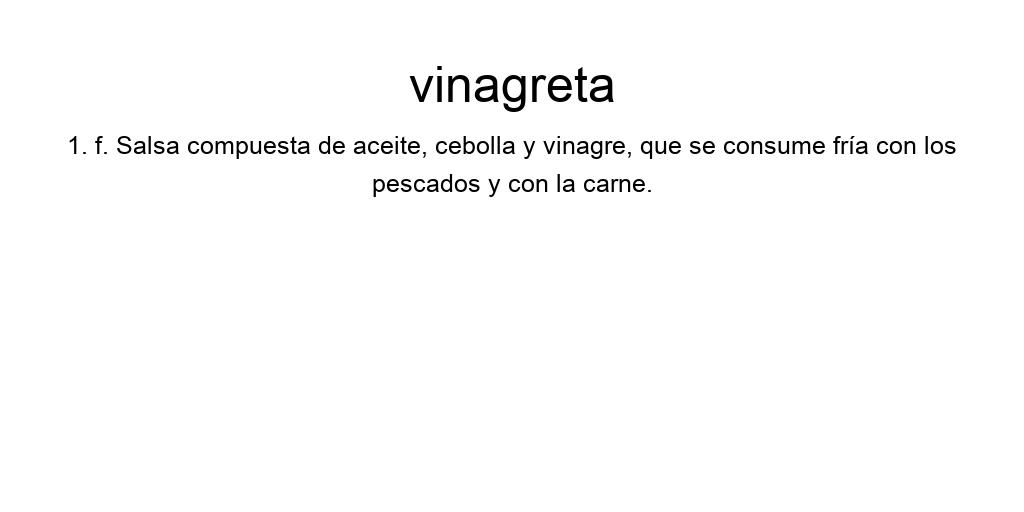 vinagreta
1. f. Salsa compuesta de aceite, cebolla y vinagre, que se consume fría con los
pescados y con la carne.